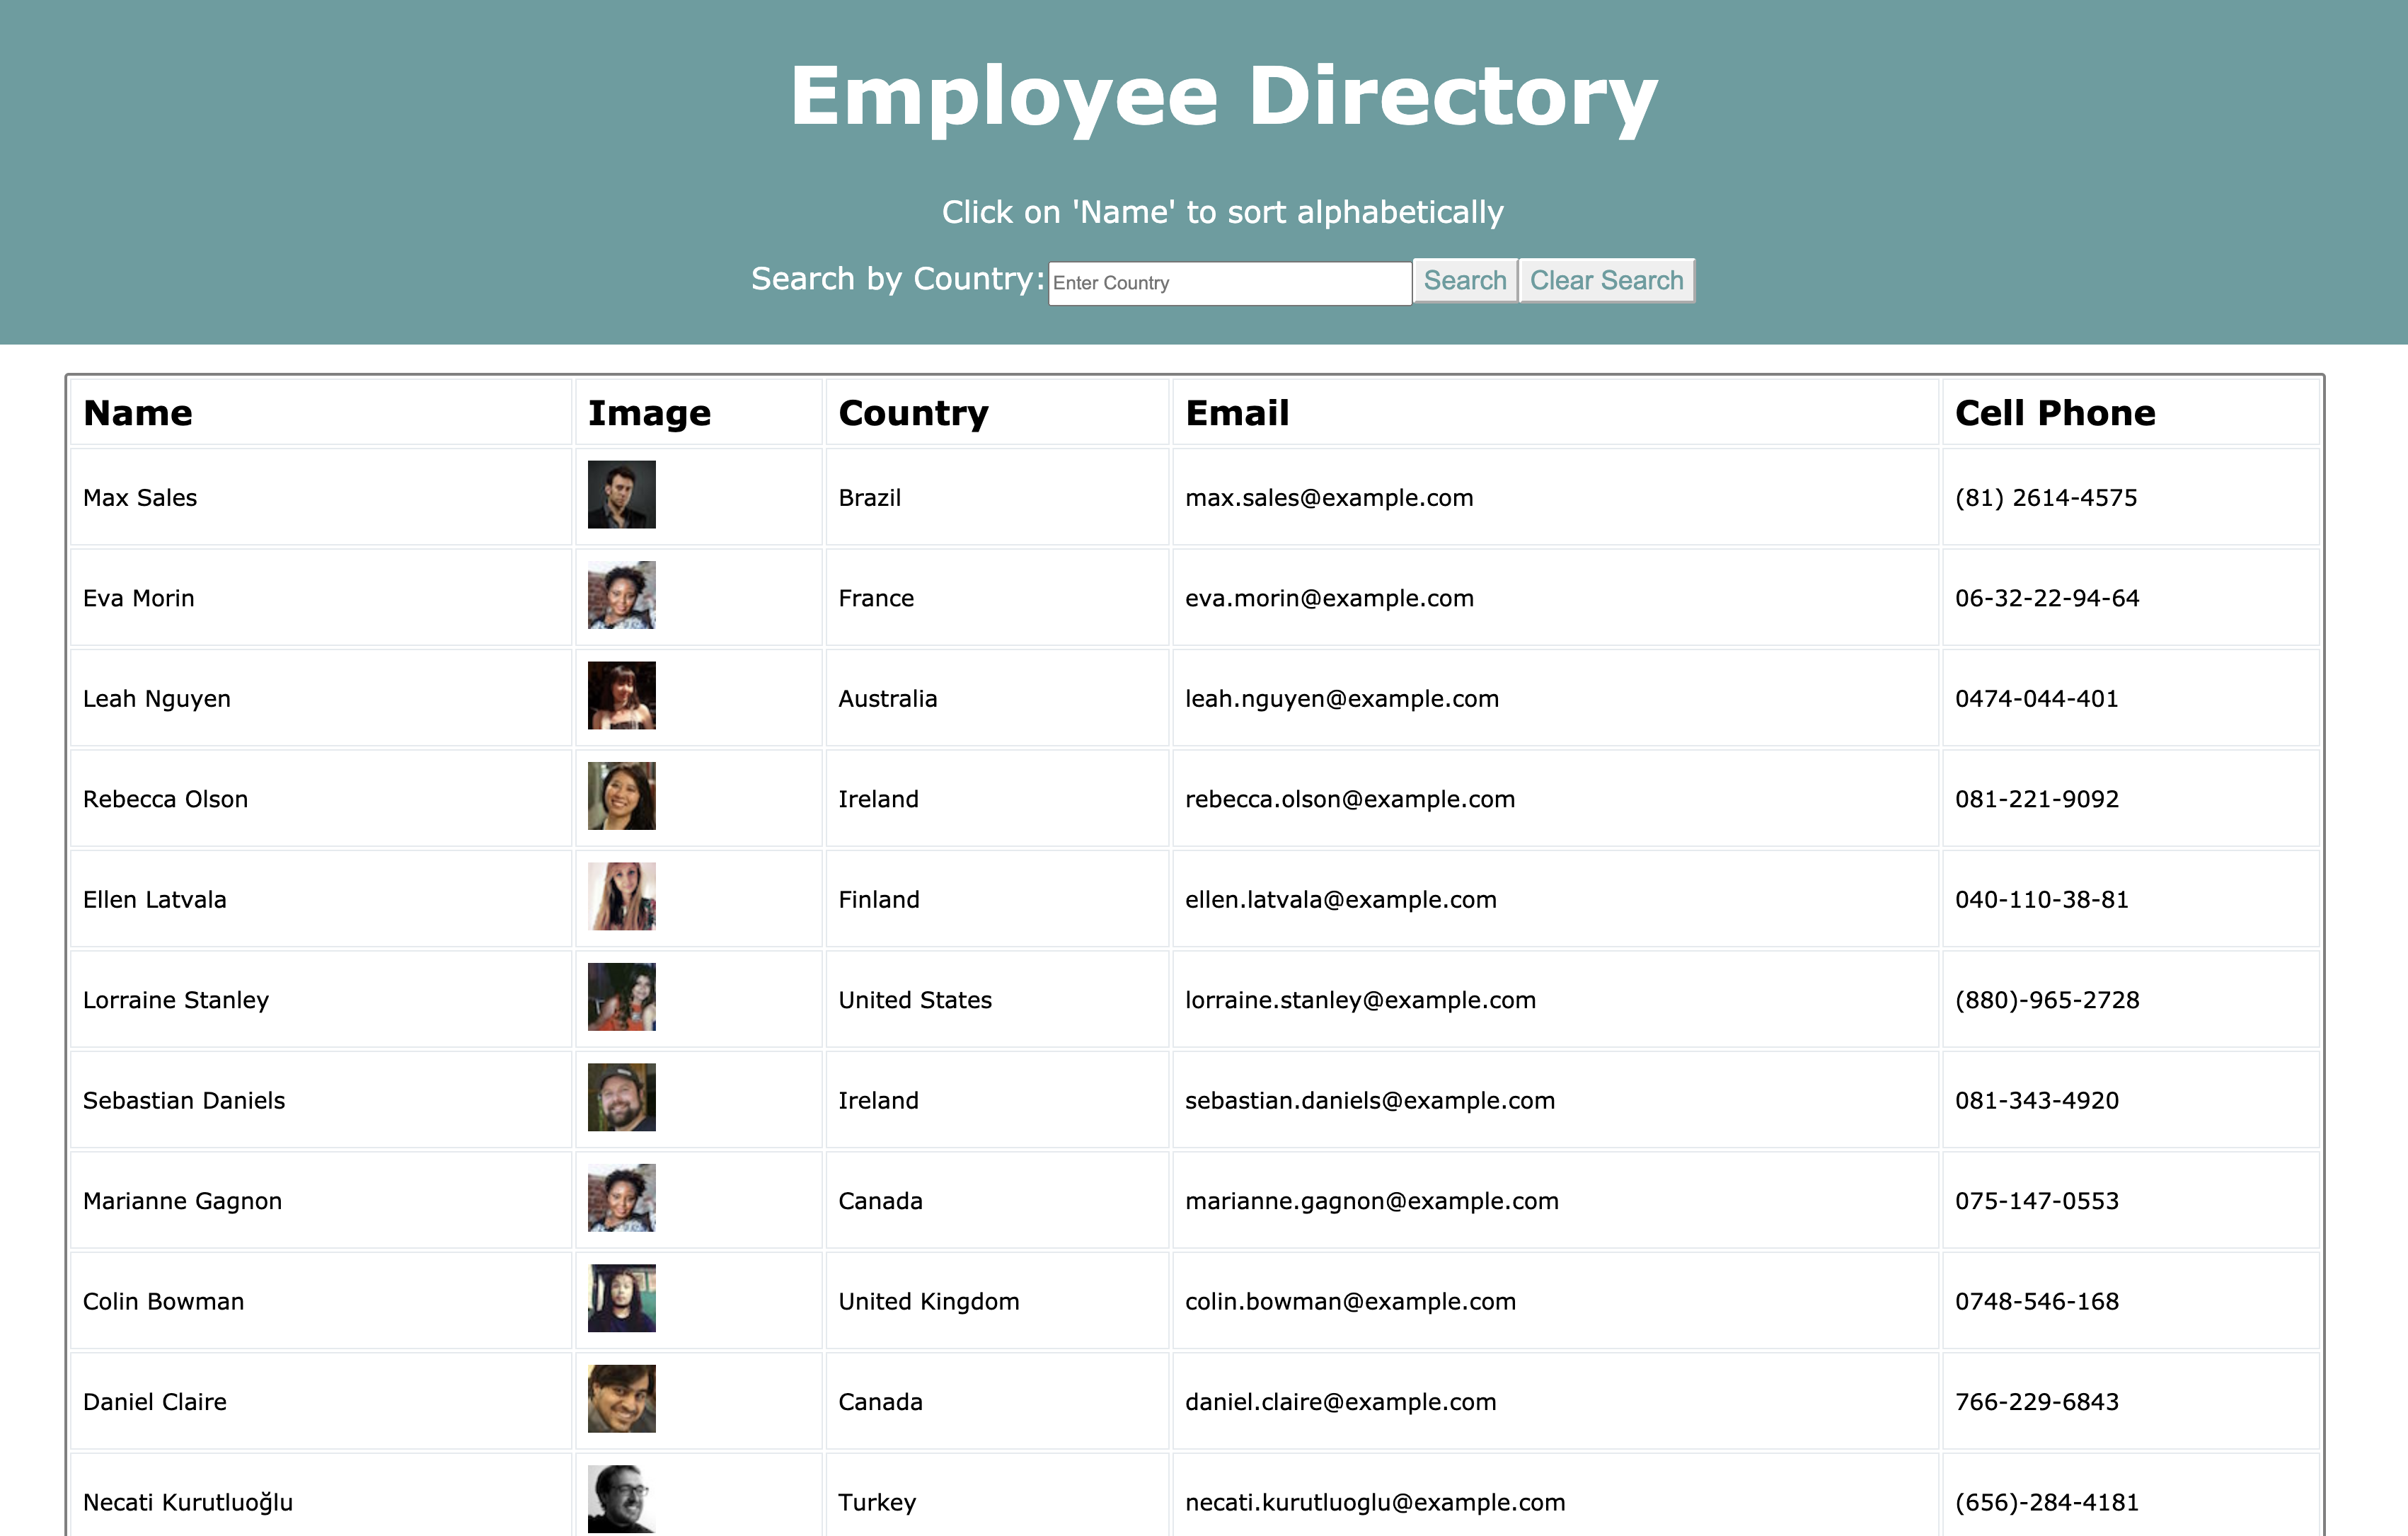 Employee Directory
Click on 'Name' to sort alphabetically
Search by Country: Enter Country Search Clear Search
Name Image Country Email Cell Phone
Max Sales Brazil max.sales@example.com (81) 2614-4575
Eva Morin France eva.morin@example.com 06-32-22-94-64
Leah Nguyen Australia leah.nguyen@example.com 0474-044-401
Rebecca Olson Ireland rebecca.olson@example.com 081-221-9092
Ellen Latvala Finland ellen.latvala@example.com 040-110-38-81
Lorraine Stanley United States lorraine.stanley@example.com (880)-965-2728
Sebastian Daniels Ireland sebastian.daniels@example.com 081-343-4920
Marianne Gagnon Canada marianne.gagnon@example.com 075-147-0553
Colin Bowman United Kingdom colin.bowman@example.com 0748-546-168
Daniel Claire Canada daniel.claire@example.com 766-229-6843
Necati Kurutluoğlu Turkey necati.kurutluoglu@example.com (656)-284-4181